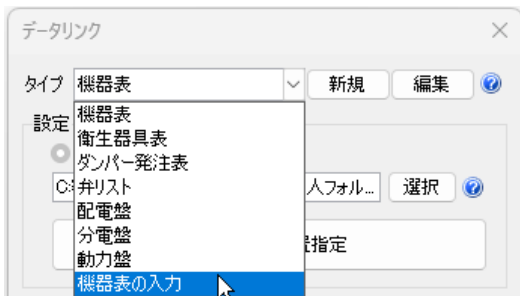 データリンク
タイプ 機器表 新規 編集
機器表
設定
衛生器具表
ダンパー発注表
C:
弁リスト
人フォル... 選択
配電盤
分電盤
指定
動力盤
機器表の入力